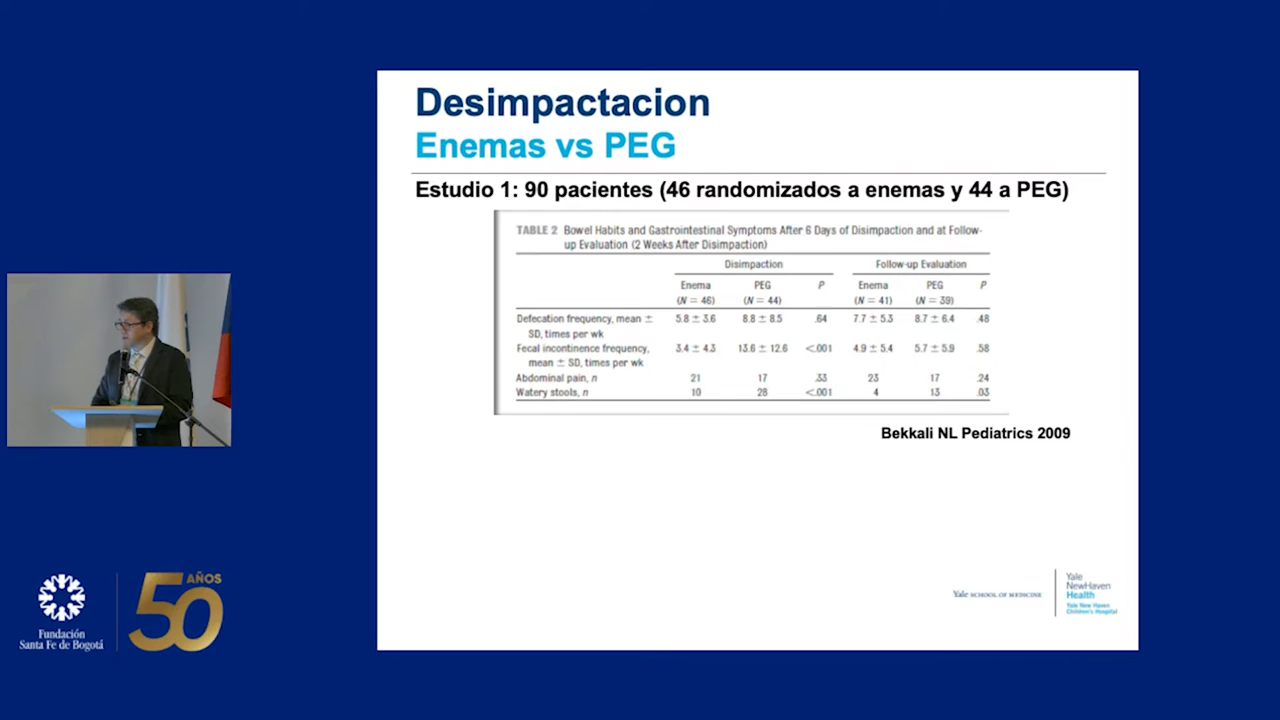 Desimpactacion
Enemas vs PEG
Estudio 1: 90 pacientes (46 randomizados a enemas y 44 a PEG)
TABLE 2 Bowel Habits and Gastrointestinal Symptoms After 6 Days of Disimpaction and at Follow-
up Evaluation (2 Weeks After Disimpaction)
Disimpaction Follow-up Evaluation
Enema PEG P Enema PEG P
(N = 46) (N = 44) (N = 41) (N = 39)
Defecation frequency, mean ± 5.8 ± 3.6 8.8 ± 8.5 .64 7.7 ± 5.3 8.7 ± 6.4 .48
SD, times per wk
Fecal incontinence frequency, 3.4 ± 4.3 13.6 ± 12.6 <.001 4.9 ± 5.4 5.7 ± 5.9 .58
mean ± SD, times per wk
Abdominal pain, n 21 17 .33 23 17 .24
Watery stools, n 10 28 <.001 4 13 .03
Bekkali NL Pediatrics 2009
Yale SCHOOL OF MEDICINE
Yale
NewHaven
Health
Yale New Haven
Children's Hospital
AÑOS
50
Fundación
Santa Fe de Bogotá